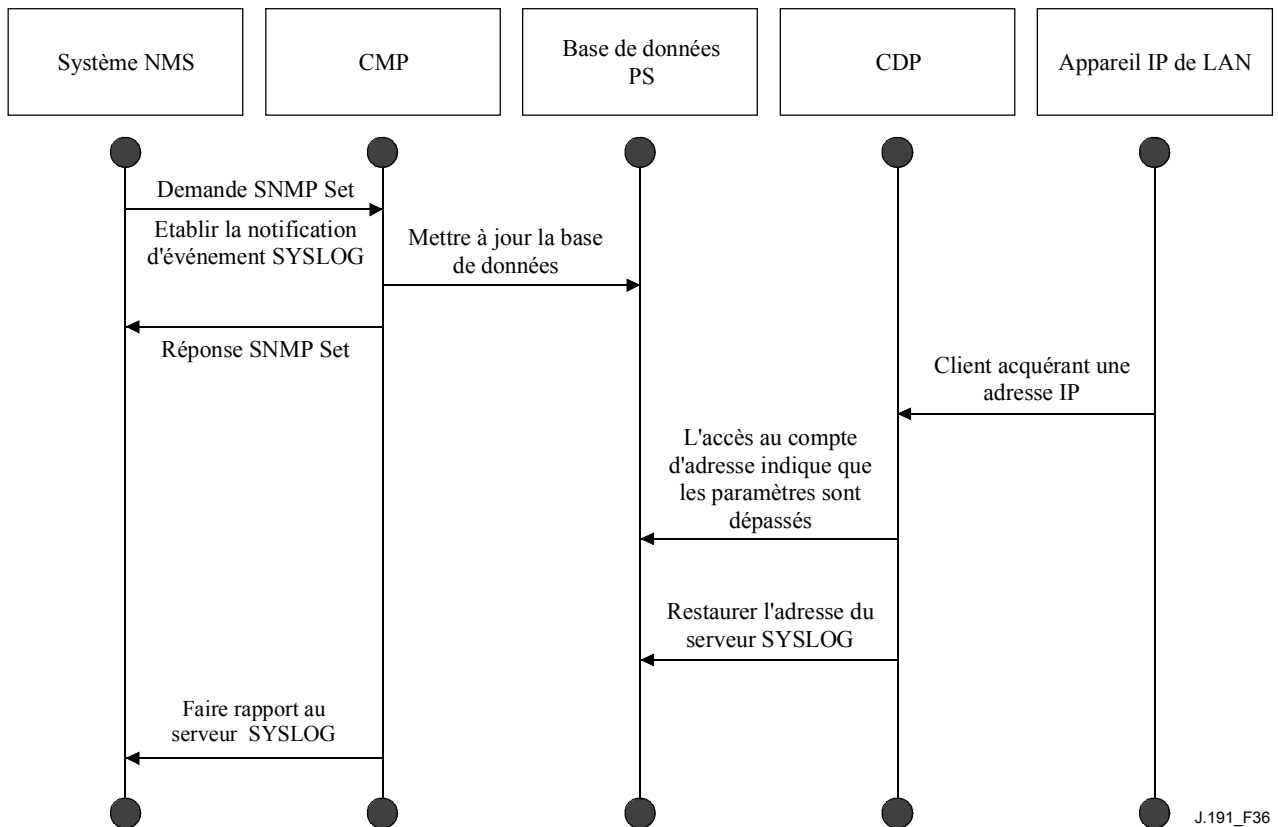 Système NMS
CMP
Base de données
PS
CDP
Appareil IP de LAN
Demande SNMP Set
Etablir la notification
d'événement SYSLOG
Mettre à jour la base
de données
Réponse SNMP Set
Client acquérant une
adresse IP
L'accès au compte
d'adresse indique que
les paramètres sont
dépassés
Restaurer l'adresse du
serveur SYSLOG
Faire rapport au
serveur SYSLOG
J.191_F36